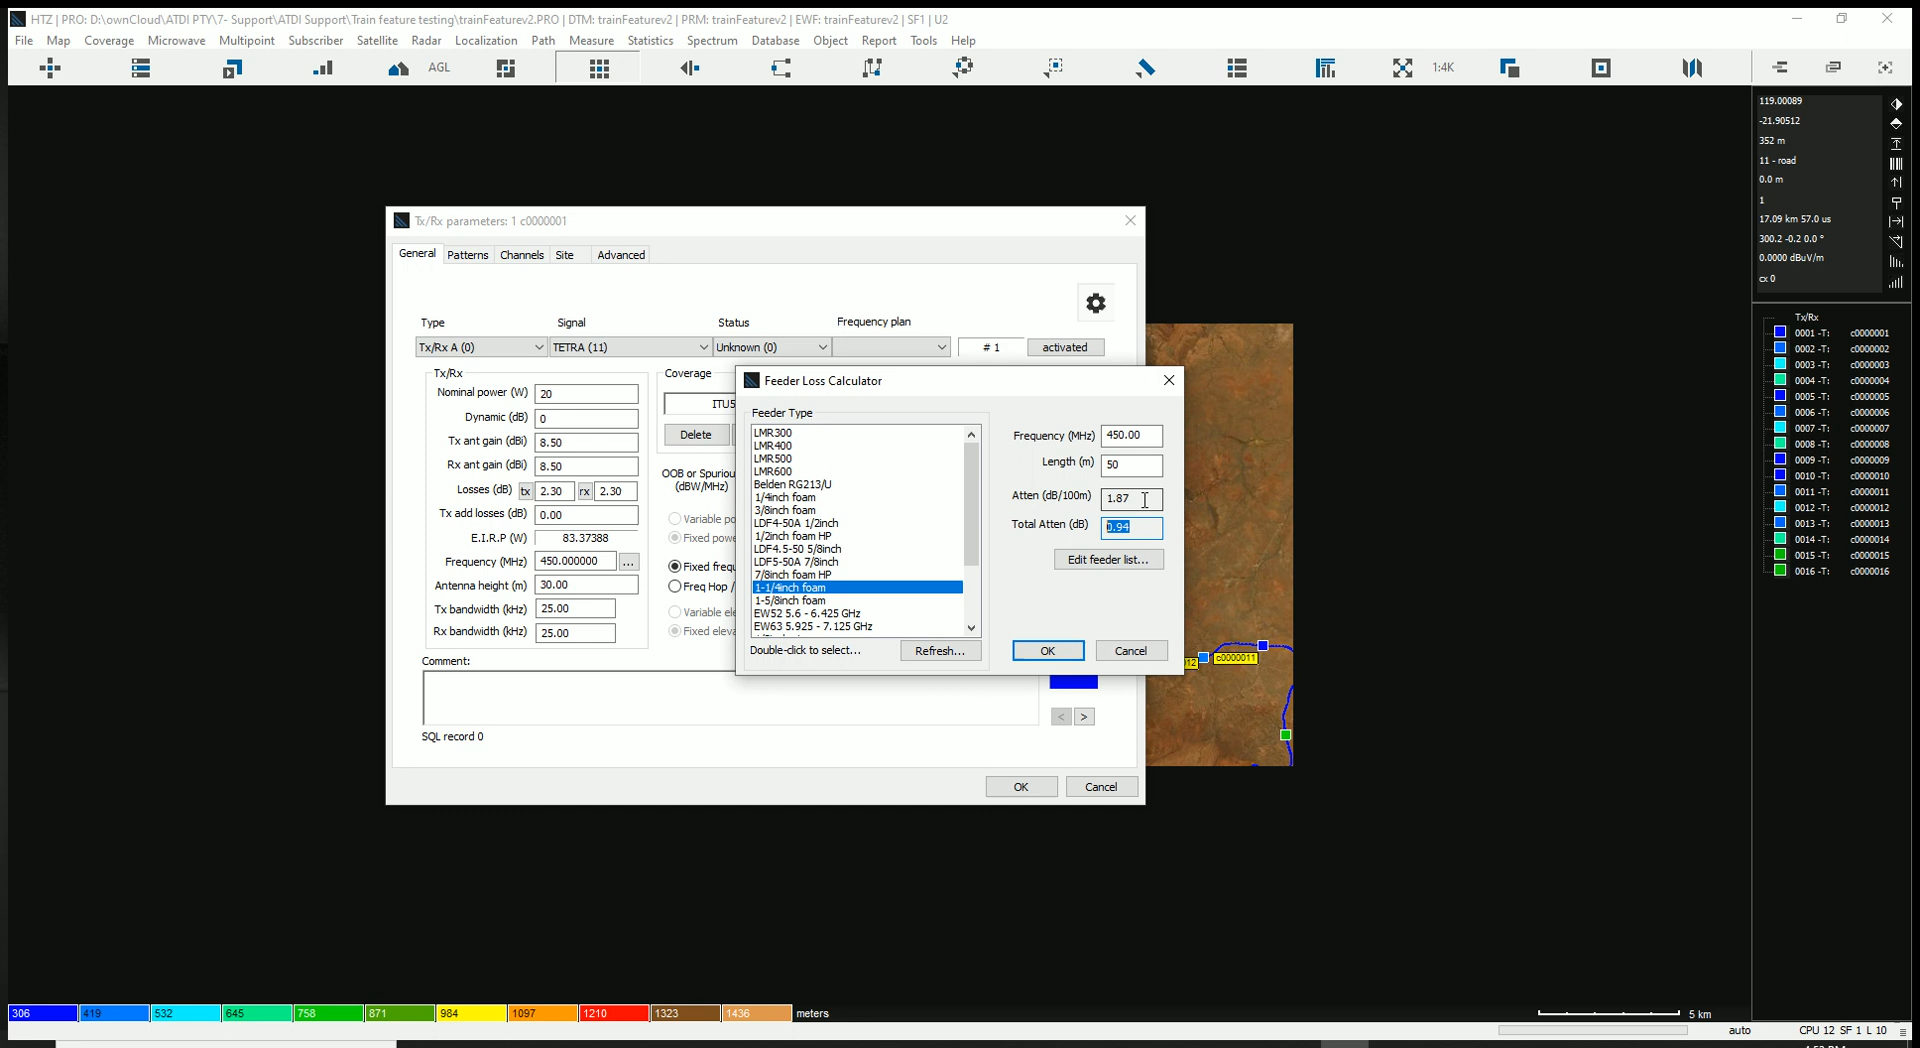 HTZ | PRO: D:\ownCloud\ATDI PTY\7- Support\ATDI Support\Train feature testing\trainFeaturev2.PRO | DTM: trainFeaturev2 | PRM: trainFeaturev2 | EWF: trainFeaturev2 | SF1 | U2
File Map Coverage Microwave Multipoint Subscriber Satellite Radar Localization Path Measure Statistics Spectrum Database Object Report Tools Help
AGL 1:4K
119.00089
-21.90512
352 m
11 - road
0.0 m
1
17.09 km 57.0 us
300.2 -0.2 0.0 °
0.0000 dBuV/m
cx 0
Tx/Rx
0001 -T: c0000001
0002 -T: c0000002
0003 -T: c0000003
0004 -T: c0000004
0005 -T: c0000005
0006 -T: c0000006
0007 -T: c0000007
0008 -T: c0000008
0009 -T: c0000009
0010 -T: c0000010
0011 -T: c0000011
0012 -T: c0000012
0013 -T: c0000013
0014 -T: c0000014
0015 -T: c0000015
0016 -T: c0000016
Tx/Rx parameters: 1 c0000001
General Patterns Channels Site Advanced
Type Signal Status Frequency plan
Tx/Rx A (0) TETRA (11) Unknown (0) # 1 activated
Tx/Rx
Nominal power (W) 20
Dynamic (dB) 0
Tx ant gain (dBi) 8.50
Rx ant gain (dBi) 8.50
Losses (dB) tx 2.30 rx 2.30
Tx add losses (dB) 0.00
E.I.R.P (W) 83.37388
Frequency (MHz) 450.000000 ...
Antenna height (m) 30.00
Tx bandwidth (kHz) 25.00
Rx bandwidth (kHz) 25.00
Coverage
ITU5
Delete
OOB or Spuriou
(dBW/MHz)
Variable po
Fixed powe
Fixed frequ
Freq Hop /
Variable ele
Fixed eleva
Comment:
< >
SQL record 0
OK Cancel
Feeder Loss Calculator
Feeder Type
LMR300
LMR400
LMR500
LMR600
Belden RG213/U
1/4inch foam
3/8inch foam
LDF4-50A 1/2inch
1/2inch foam HP
LDF4.5-50 5/8inch
LDF5-50A 7/8inch
7/8inch foam HP
1-1/4inch foam
1-5/8inch foam
EW52 5.6 - 6.425 GHz
EW63 5.925 - 7.125 GHz
Double-click to select... Refresh...
Frequency (MHz) 450.00
Length (m) 50
Atten (dB/100m) 1.87
Total Atten (dB) 0.94
Edit feeder list...
OK Cancel
012 c0000011
306 419 532 645 758 871 984 1097 1210 1323 1436 meters
5 km
auto CPU 12 SF 1 L 10